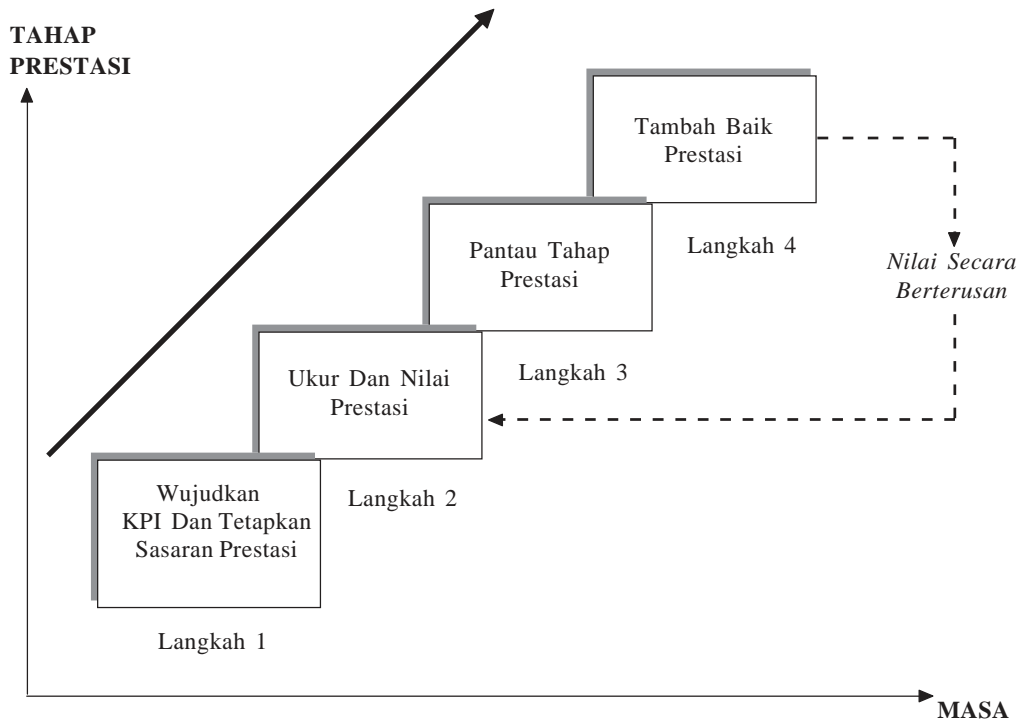 TAHAP
PRESTASI
Tambah Baik
Prestasi
Langkah 4
Pantau Tahap
Prestasi
Nilai Secara
Berterusan
Langkah 3
Ukur Dan Nilai
Prestasi
Langkah 2
Wujudkan
KPI Dan Tetapkan
Sasaran Prestasi
Langkah 1
MASA